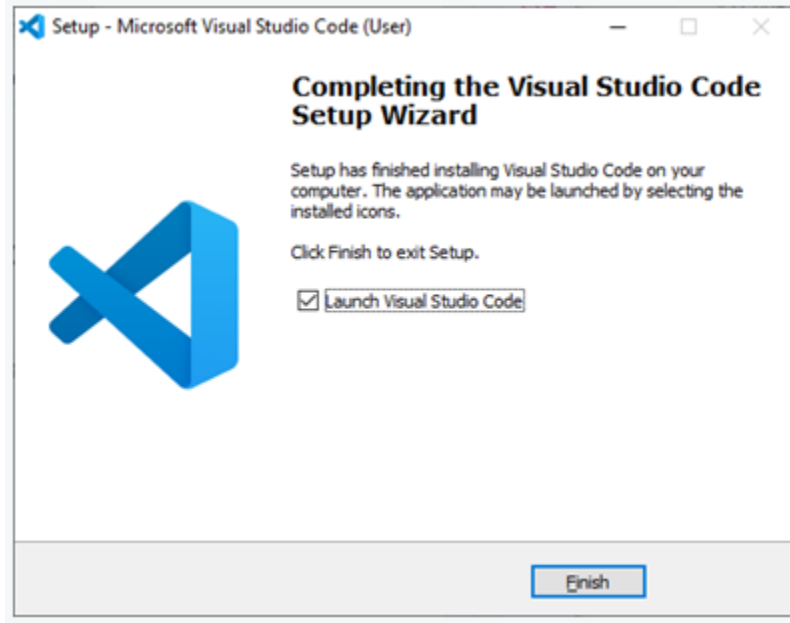 Setup - Microsoft Visual Studio Code (User)
Completing the Visual Studio Code
Setup Wizard
Setup has finished installing Visual Studio Code on your
computer. The application may be launched by selecting the
installed icons.
Click Finish to exit Setup.
Launch Visual Studio Code
Finish